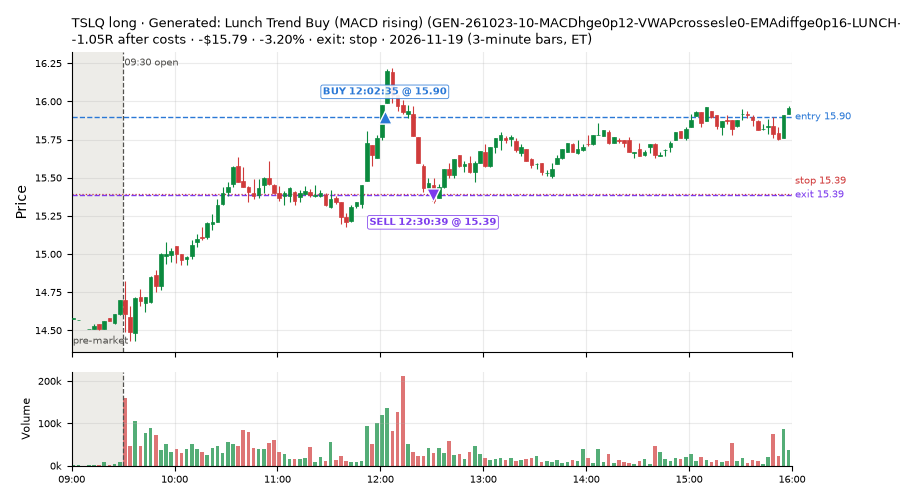 TSLQ long · Generated: Lunch Trend Buy (MACD rising) (GEN-261023-10-MACDhge0p12-VWAPcrossesle0-EMAdiffge0p16-LUNCH-
-1.05R after costs · -$15.79 · -3.20% · exit: stop · 2026-11-19 (3-minute bars, ET)
16.25
16.00
15.75
15.50
15.25
15.00
14.75
14.50
Price
09:30 open
pre-market
BUY 12:02:35 @ 15.90
SELL 12:30:39 @ 15.39
entry 15.90
stop 15.39
exit 15.39
200k
100k
0k
Volume
09:00
10:00
11:00
12:00
13:00
14:00
15:00
16:00